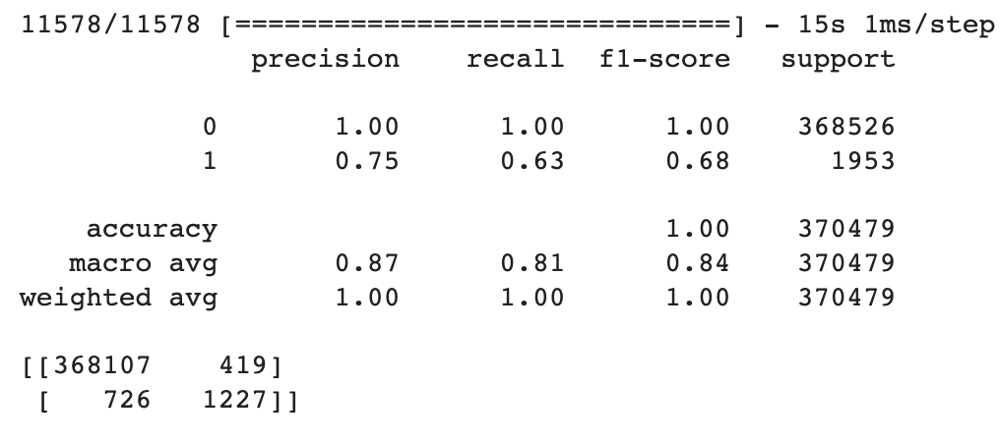 11578/11578 [==============================] - 15s 1ms/step
              precision    recall  f1-score   support

           0       1.00      1.00      1.00    368526
           1       0.75      0.63      0.68      1953

    accuracy                           1.00    370479
   macro avg       0.87      0.81      0.84    370479
weighted avg       1.00      1.00      1.00    370479

[[368107    419]
 [   726   1227]]